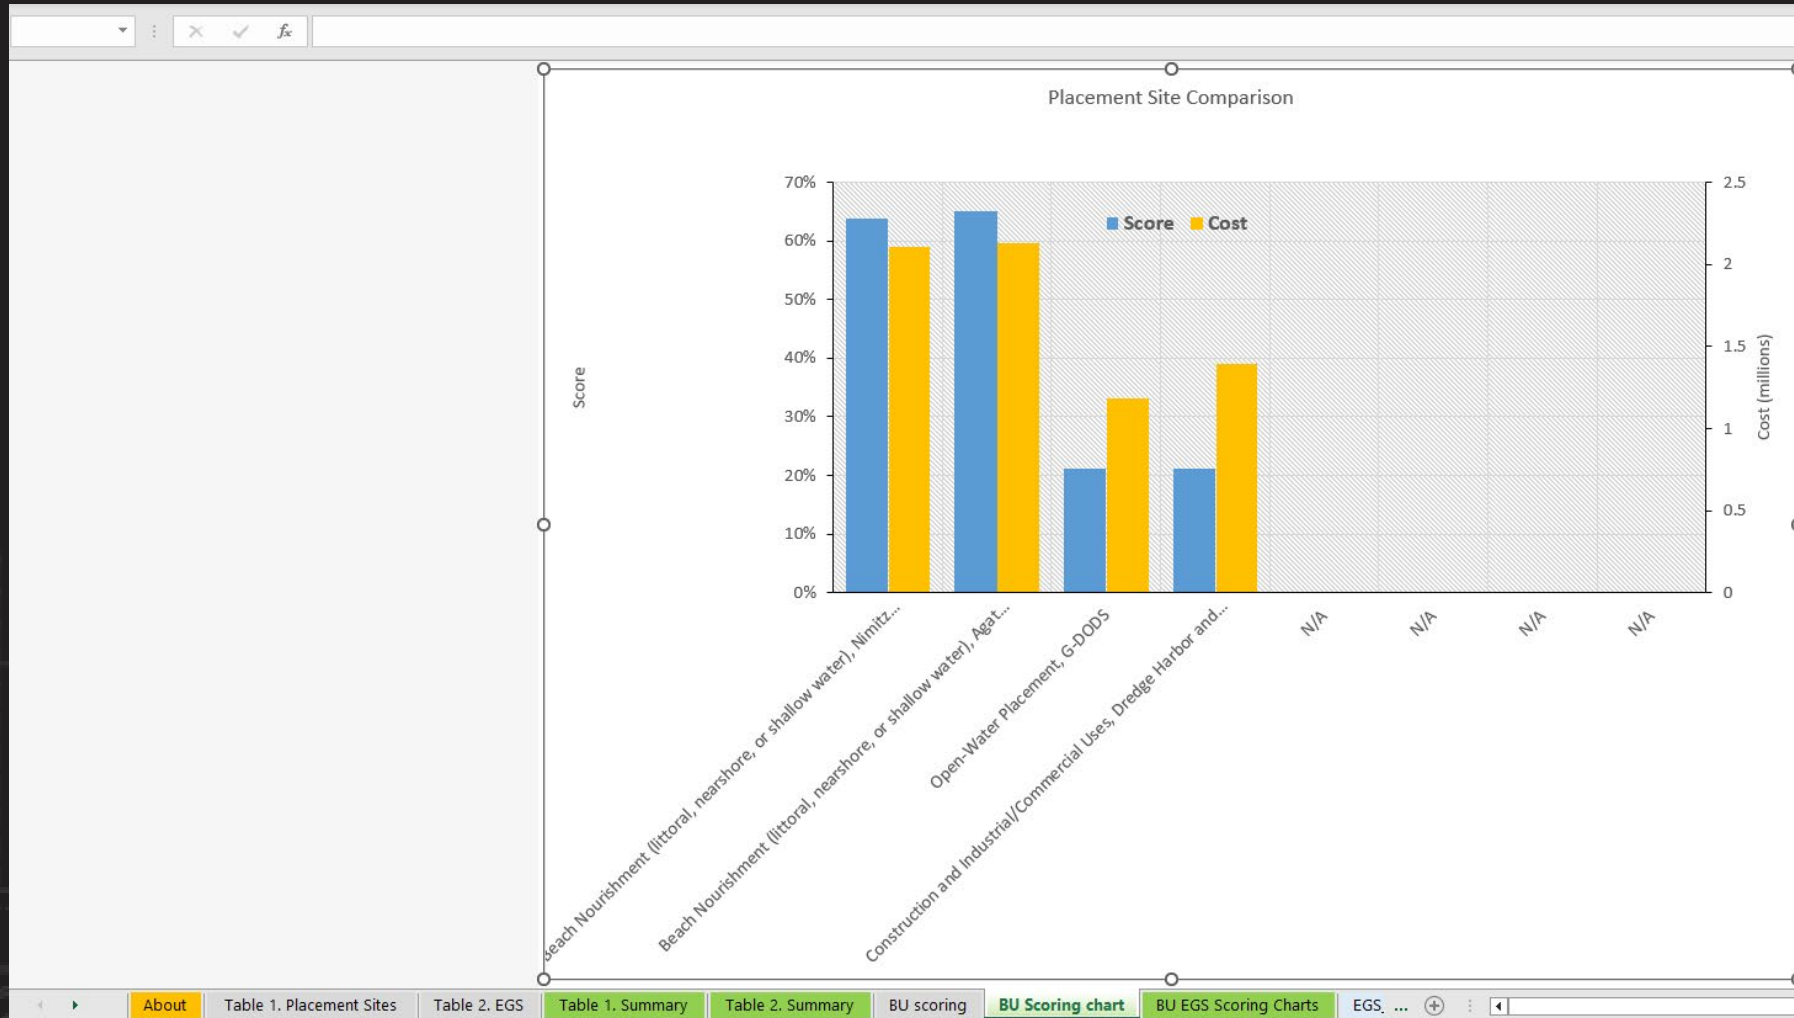 fx
Placement Site Comparison
Score Cost
70%
60%
50%
40%
30%
20%
10%
0%
Score
2.5
2
1.5
1
0.5
0
Cost (millions)
Beach Nourishment (littoral, nearshore, or shallow water), Nimitz...
Beach Nourishment (littoral, nearshore, or shallow water), Agat...
Open-Water Placement, G-DODS
Construction and Industrial/Commercial Uses, Dredge Harbor and...
N/A
N/A
N/A
N/A
About Table 1. Placement Sites Table 2. EGS Table 1. Summary Table 2. Summary BU scoring BU Scoring chart BU EGS Scoring Charts EGS_ ...